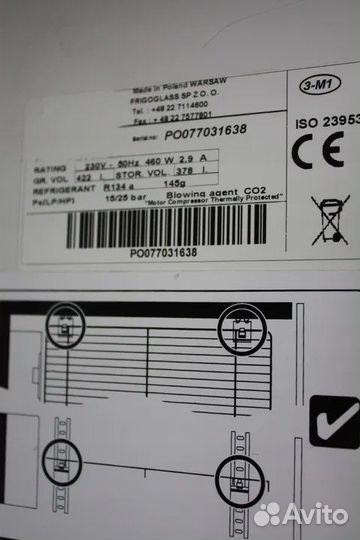 Made in Poland WARSAW
FRIGOGLASS SP Z O. O.
Tel. : +48 22 7114600
Fax : + 48 22 7577801
Serial no: PO077031638
3-M1
ISO 23953
CE
RATING 230V - 50Hz 460 W 2.9 A
GR. VOL 422 l. STOR. VOL. 378 l.
REFRIGERANT R134 a 145g
Ps(LP/HP) 15/25 bar Blowing agent CO2
"Motor Compressor Thermally Protected"
PO077031638
Avito